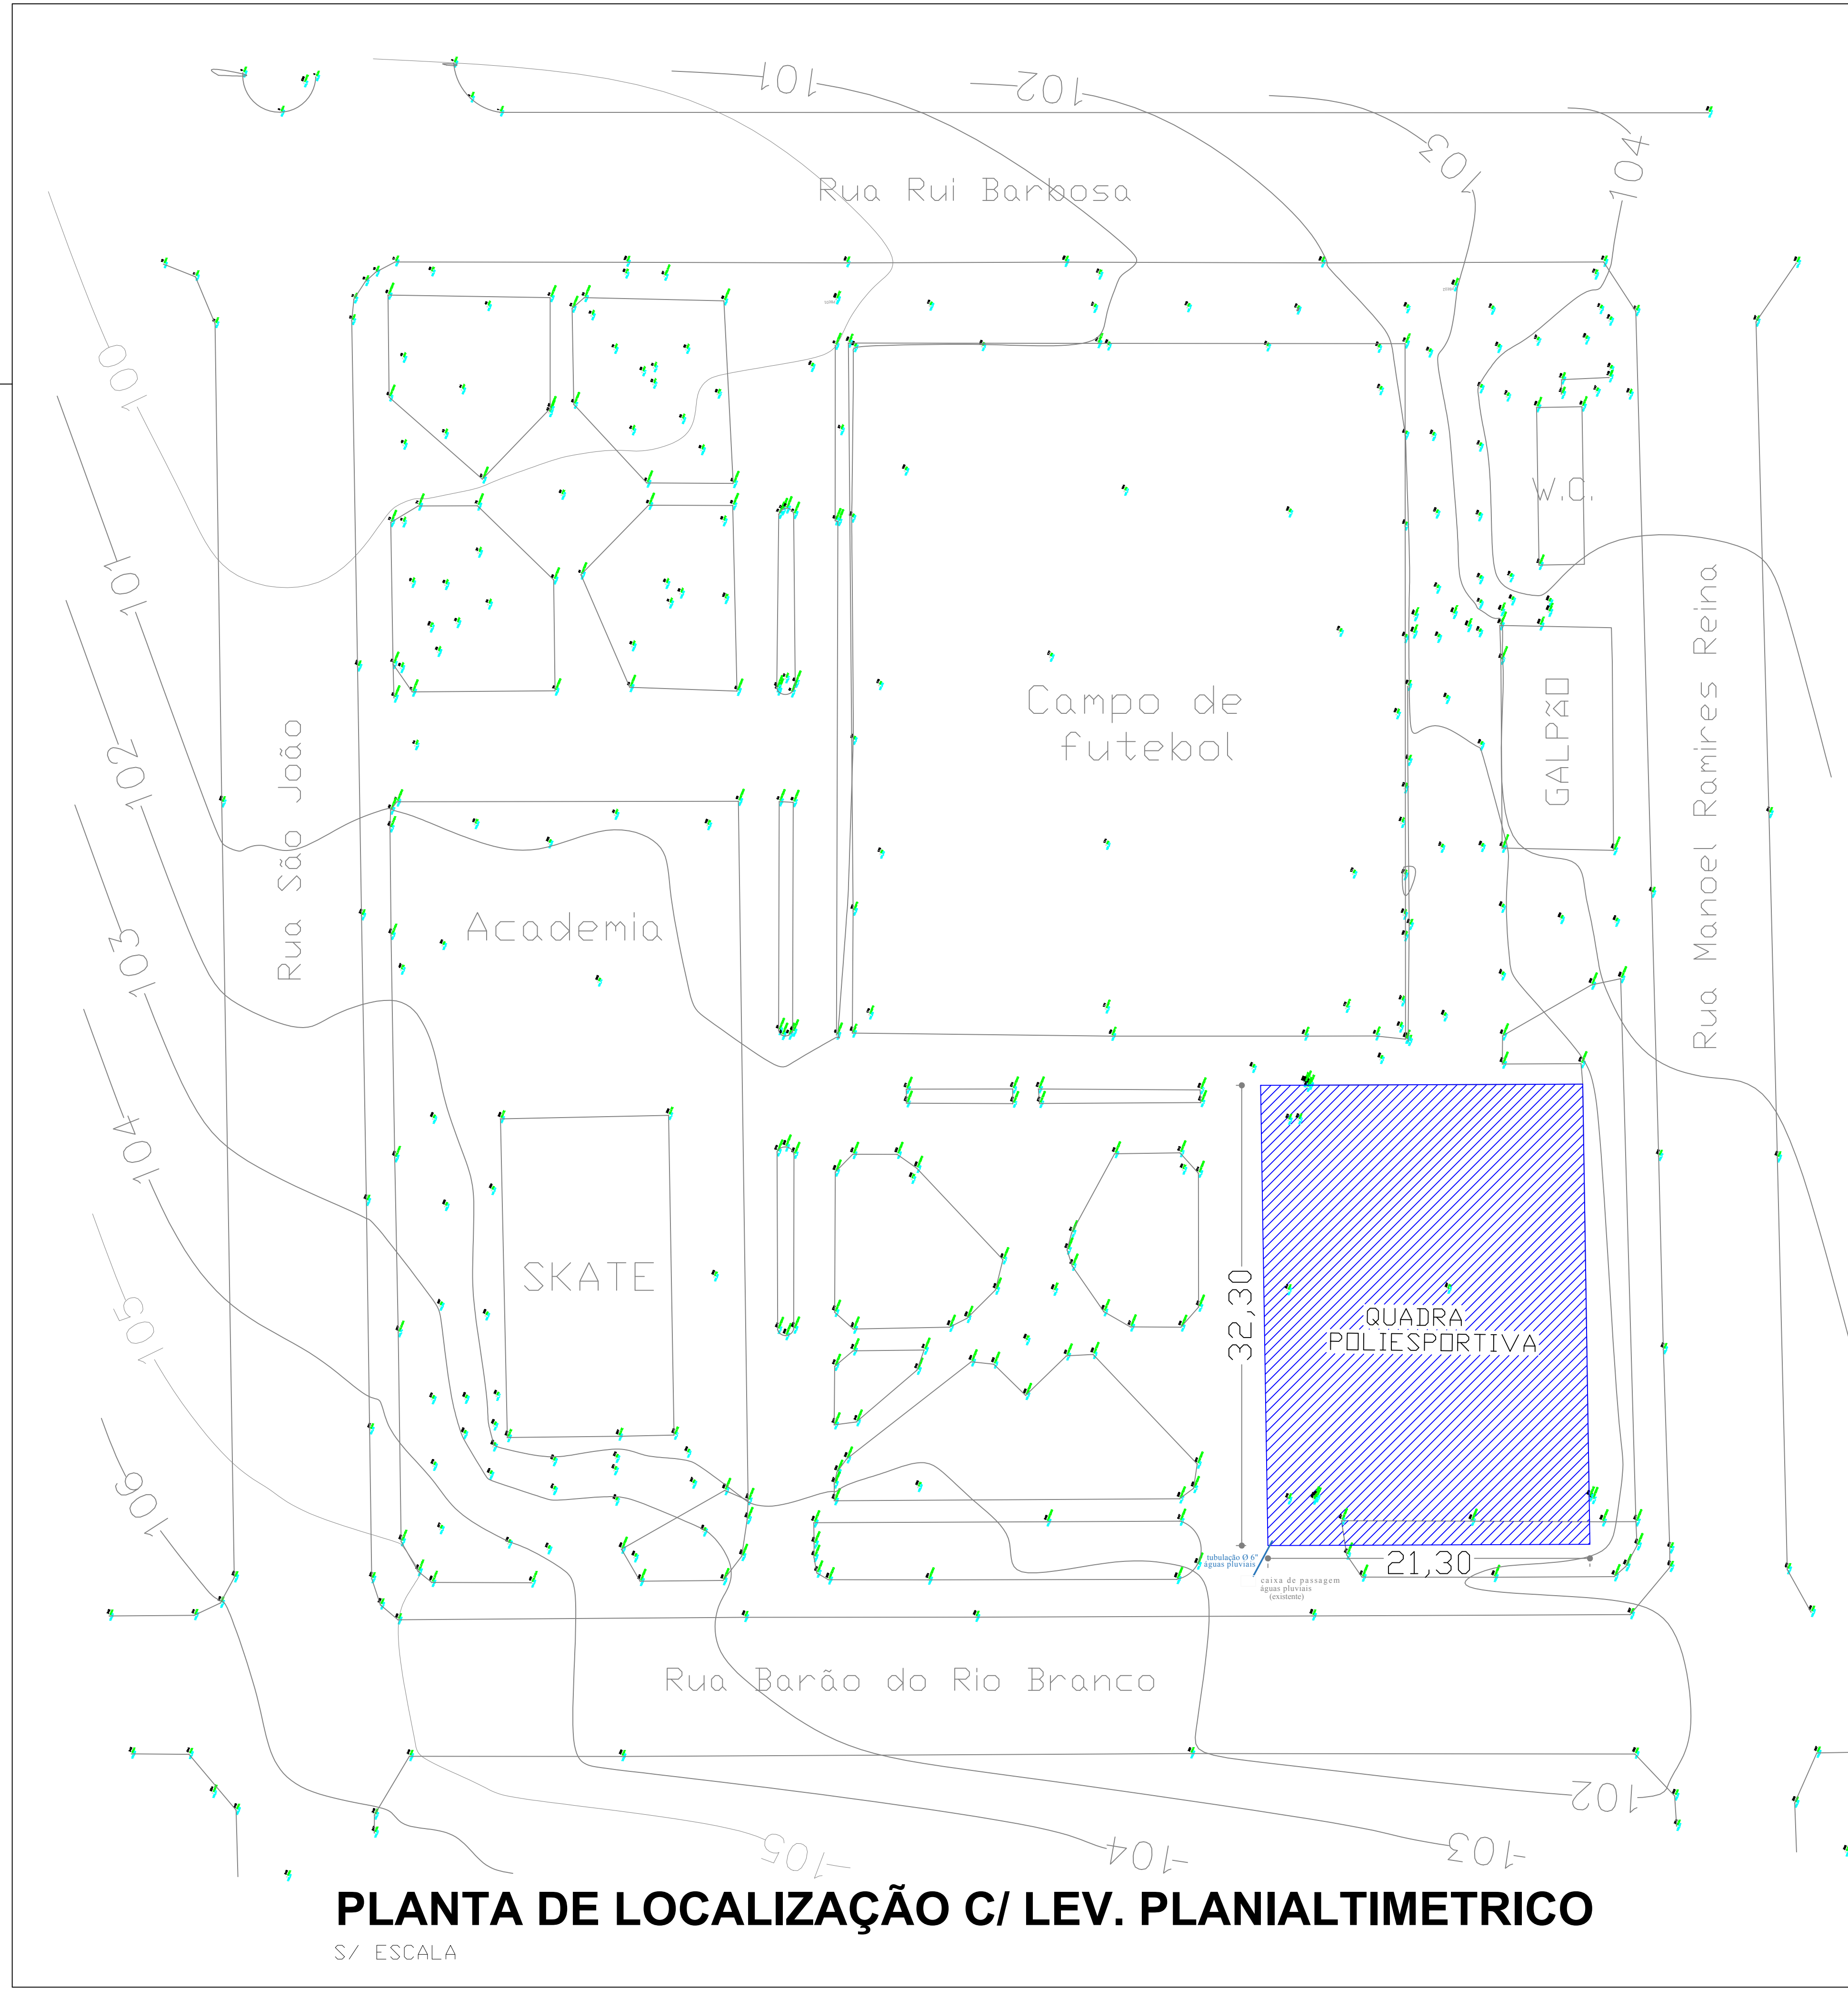 101
102
103
104
Rua Rui Barbosa
100
101
102
103
104
105
106
W.C.
Campo de
futebol
GALPÃO
Rua São João
Rua Manoel Ramires Reina
Academia
SKATE
32,30
QUADRA
POLIESPORTIVA
21,30
tubulação Ø 6"
águas pluviais
caixa de passagem
águas pluviais
(existente)
Rua Barão do Rio Branco
102
103
104
105
PLANTA DE LOCALIZAÇÃO C/ LEV. PLANIALTIMETRICO
S/ ESCALA